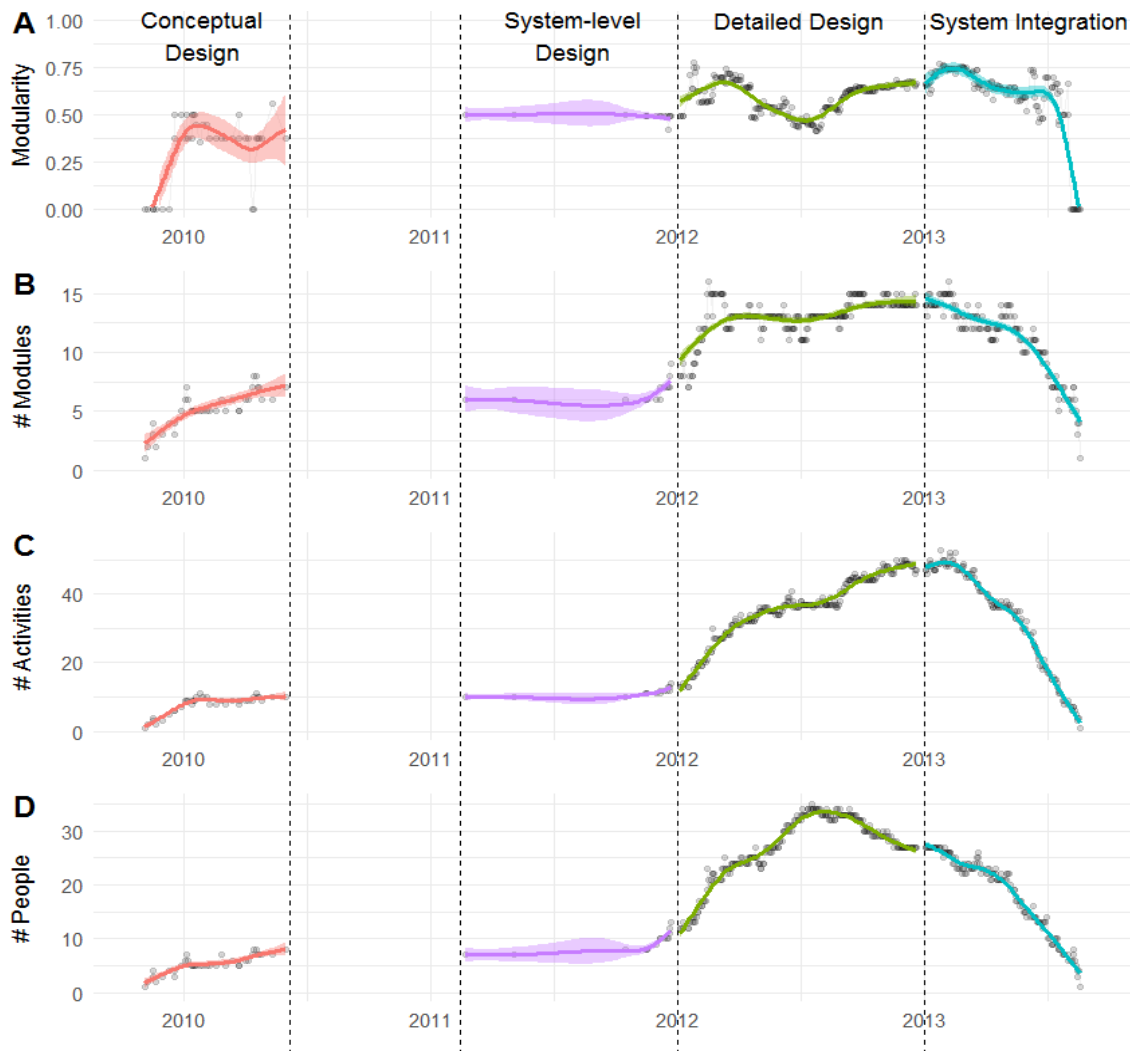 A
Conceptual
Design
System-level
Design
Detailed Design
System Integration
Modularity
1.00
0.75
0.50
0.25
0.00
2010
2011
2012
2013
B
# Modules
15
10
5
0
2010
2011
2012
2013
C
# Activities
40
20
0
2010
2011
2012
2013
D
# People
30
20
10
0
2010
2011
2012
2013